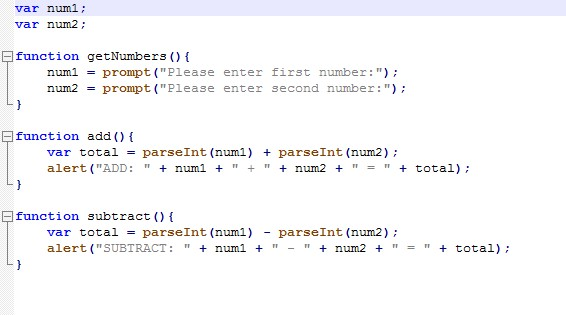 var num1;
var num2;
function getNumbers(){
num1 = prompt("Please enter first number:");
num2 = prompt("Please enter second number:");
}
function add(){
var total = parseInt(num1) + parseInt(num2);
alert("ADD: " + num1 + " + " + num2 + " = " + total);
}
function subtract(){
var total = parseInt(num1) - parseInt(num2);
alert("SUBTRACT: " + num1 + " - " + num2 + " = " + total);
}